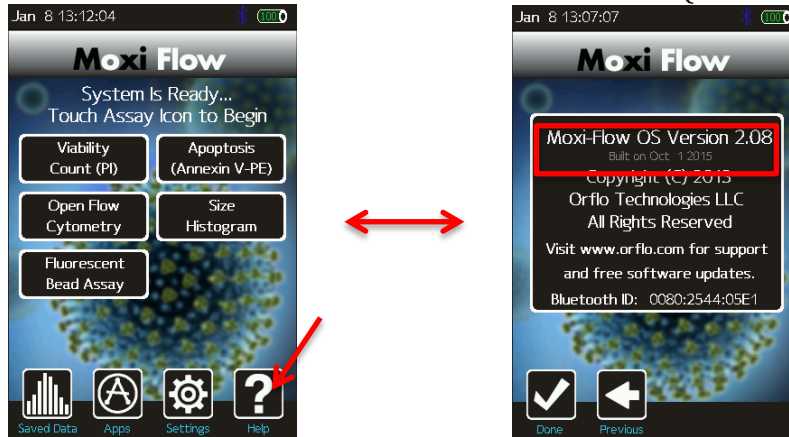 Jan 8 13:12:04
100
Moxi Flow
System Is Ready...
Touch Assay Icon to Begin
Viability
Count (PI)
Apoptosis
(Annexin V-PE)
Open Flow
Cytometry
Size
Histogram
Fluorescent
Bead Assay
Saved Data
Apps
Settings
?
Help
Jan 8 13:07:07
100
Moxi Flow
Moxi-Flow OS Version 2.08
Built on Oct 1 2015
Copyright (C) 2015
Orflo Technologies LLC
All Rights Reserved
Visit www.orflo.com for support
and free software updates.
Bluetooth ID: 0080:2544:05E1
Done
Previous